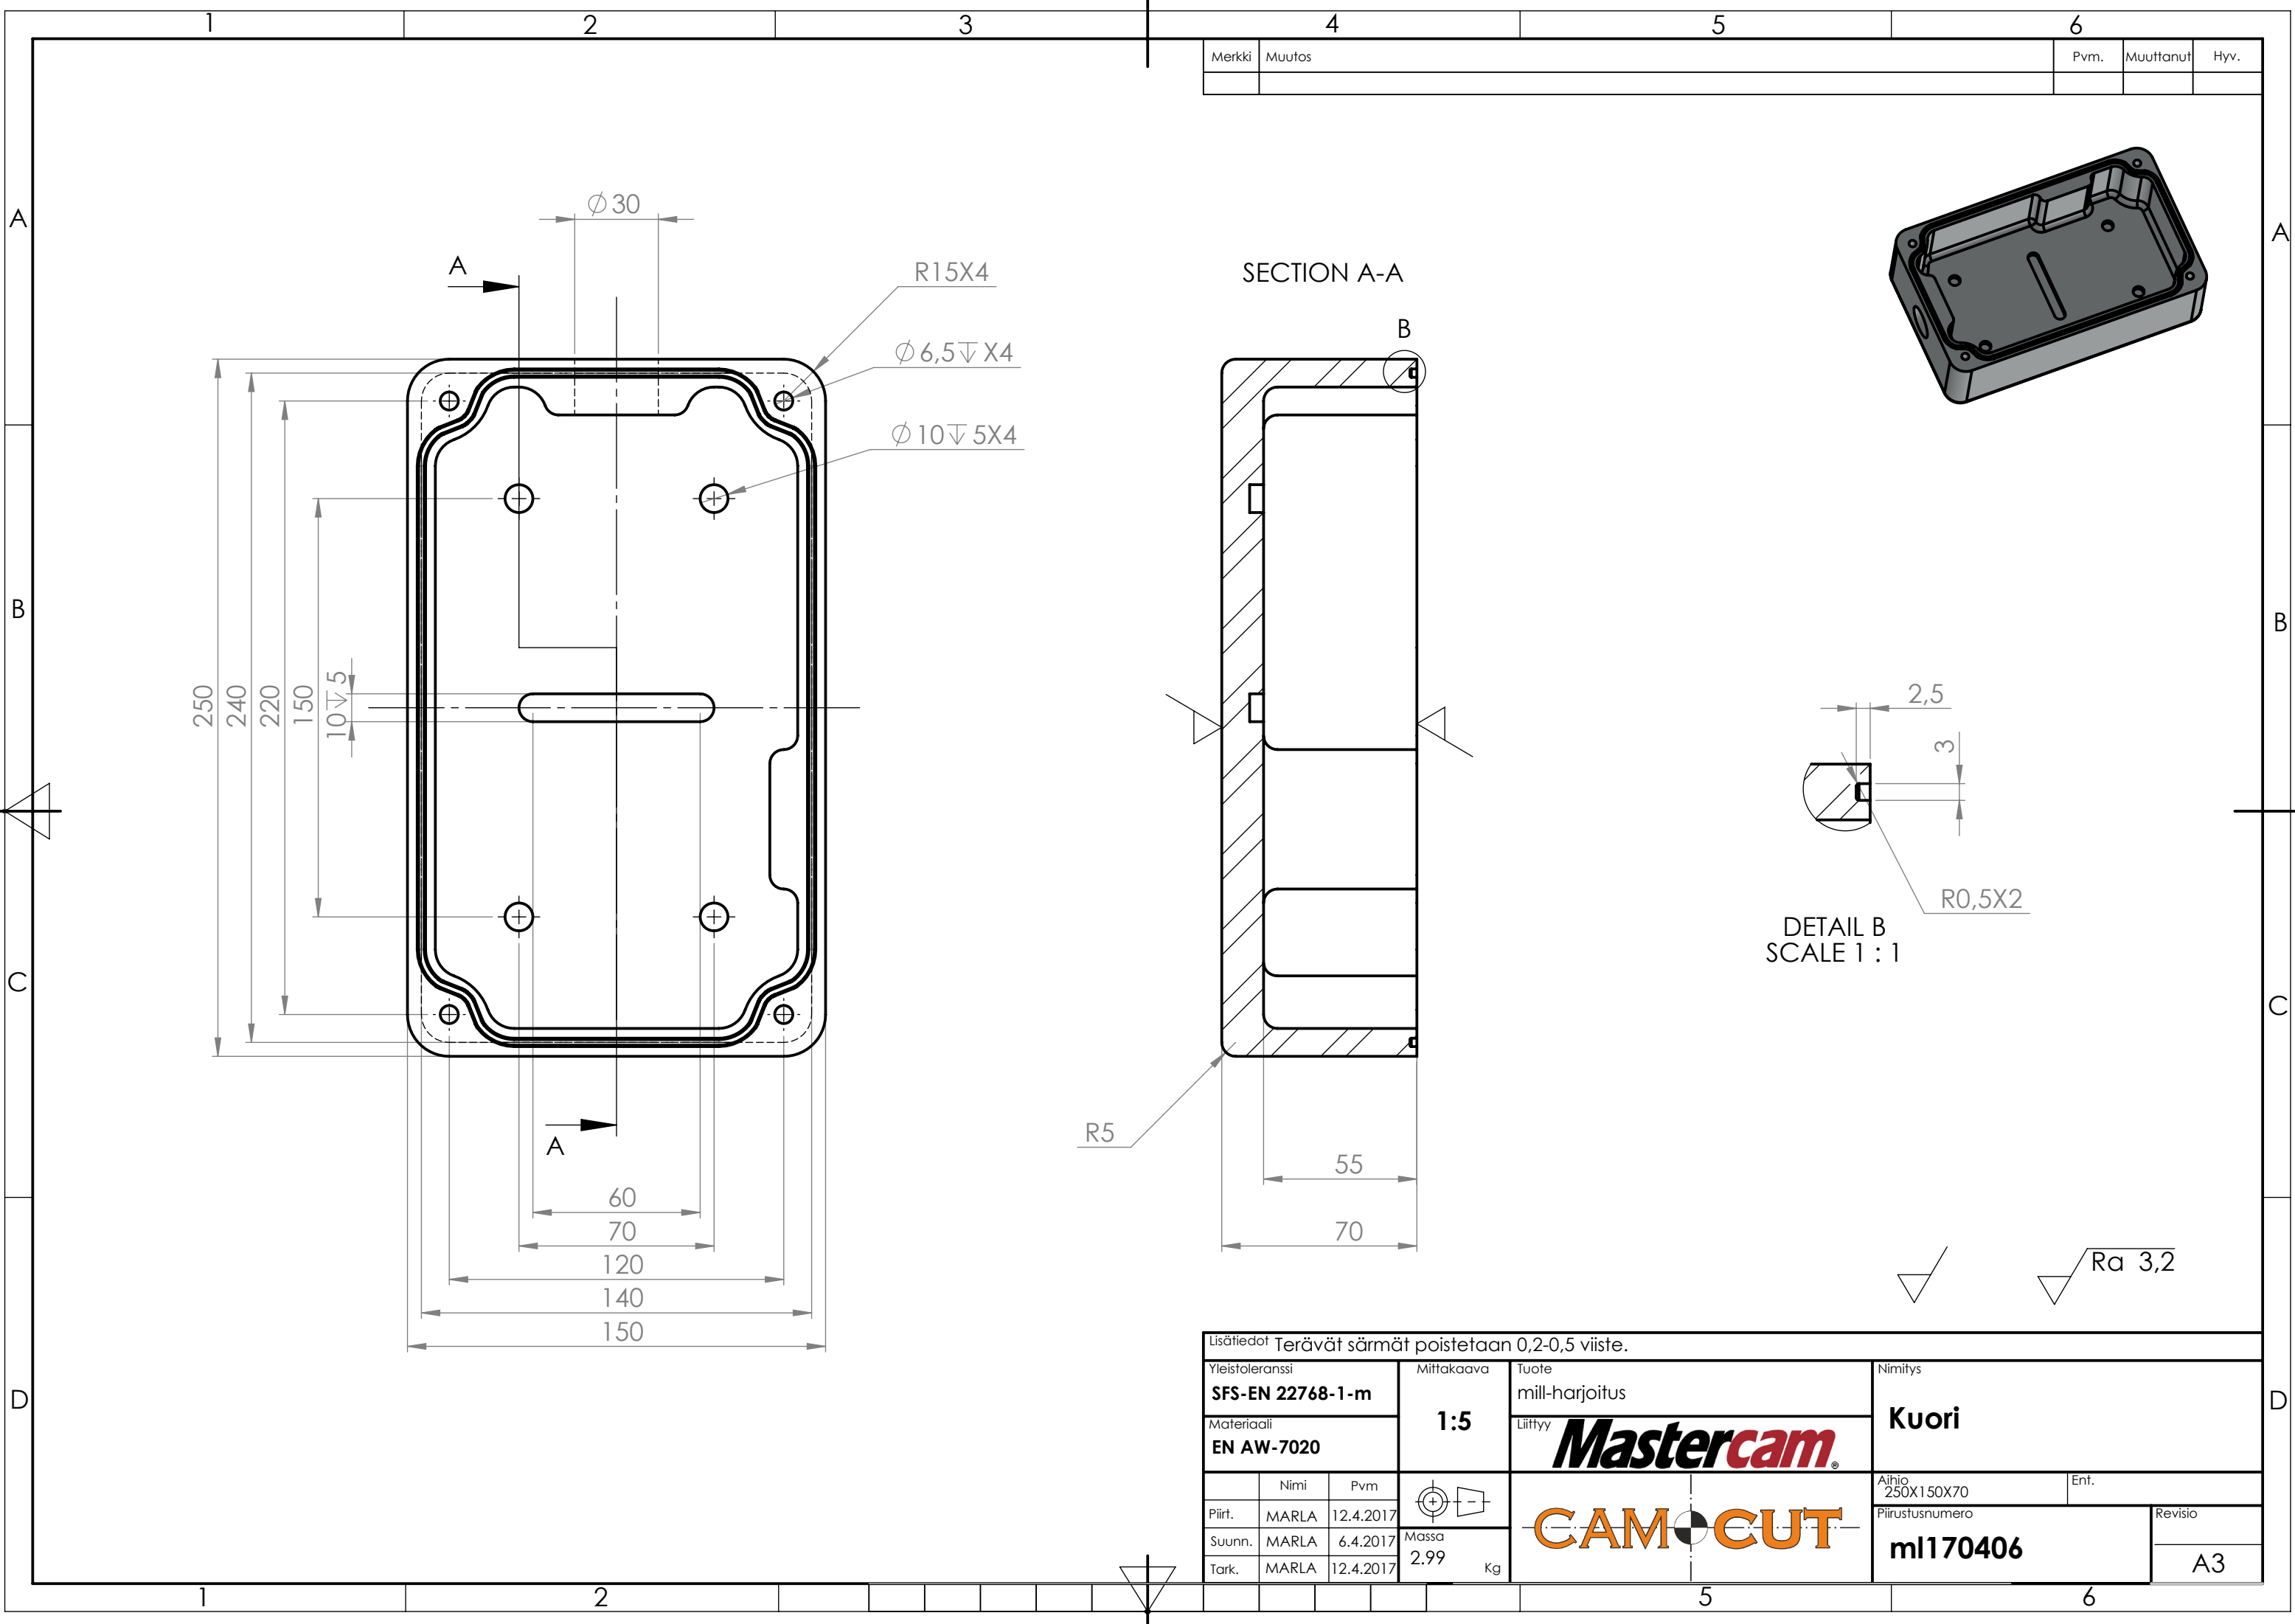 1 2 3 4 5 6
Merkki Muutos Pvm. Muuttanut Hyv.
A A
B B
C C
D D
∅30
A
R15X4
∅6,5↧X4
∅10↧5X4
250
240
220
150
10↧5
A
60
70
120
140
150
SECTION A-A
B
R5
55
70
2,5
3
R0,5X2
DETAIL B
SCALE 1 : 1
Ra 3,2
Lisätiedot Terävät särmät poistetaan 0,2-0,5 viiste.
Yleistoleranssi
SFS-EN 22768-1-m
Materiaali
EN AW-7020
Mittakaava
1:5
Tuote
mill-harjoitus
Liittyy
Mastercam®
Nimitys
Kuori
Nimi Pvm
Piirt. MARLA 12.4.2017
Suunn. MARLA 6.4.2017
Tark. MARLA 12.4.2017
Massa
2.99 Kg
CAM CUT
Aihio
250X150X70
Ent.
Piirustusnumero
ml170406
Revisio
A3
1 2 5 6